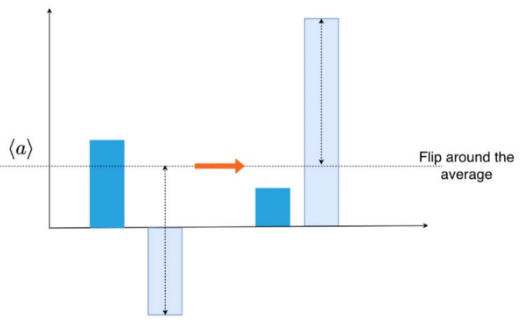 ⟨a⟩
Flip around the
average